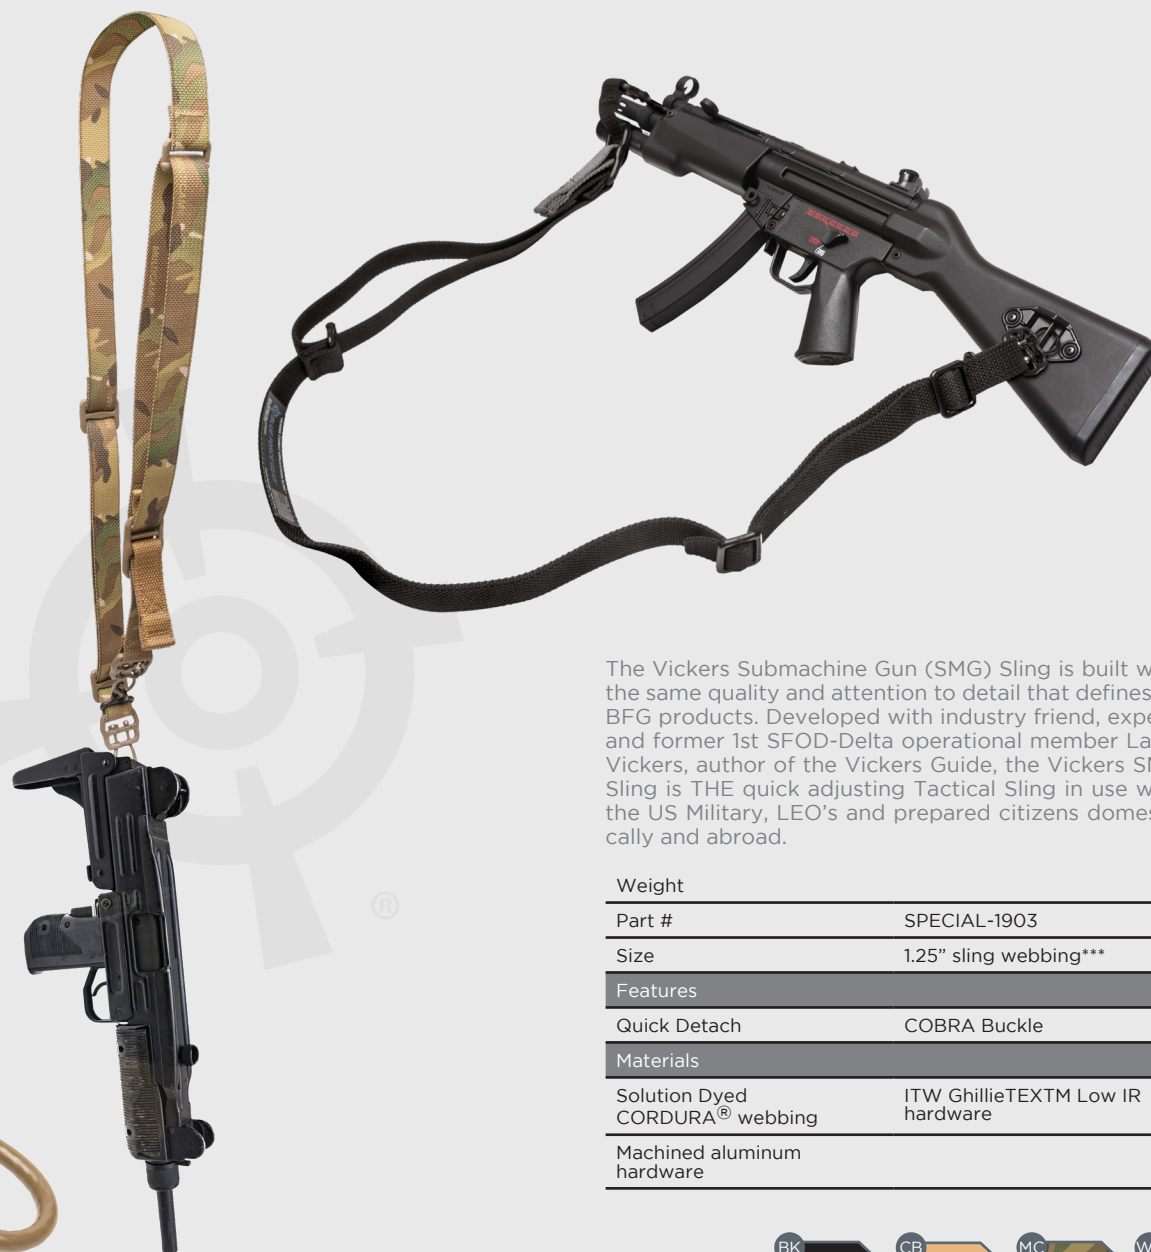 The Vickers Submachine Gun (SMG) Sling is built w
the same quality and attention to detail that defines
BFG products. Developed with industry friend, expe
and former 1st SFOD-Delta operational member La
Vickers, author of the Vickers Guide, the Vickers S
Sling is THE quick adjusting Tactical Sling in use w
the US Military, LEO's and prepared citizens domes
cally and abroad.
Weight
Part # SPECIAL-1903
Size 1.25” sling webbing***
Features
Quick Detach COBRA Buckle
Materials
Solution Dyed ITW GhillieTEXTM Low IR
CORDURA® webbing hardware
Machined aluminum
hardware
®
BK CB MC W